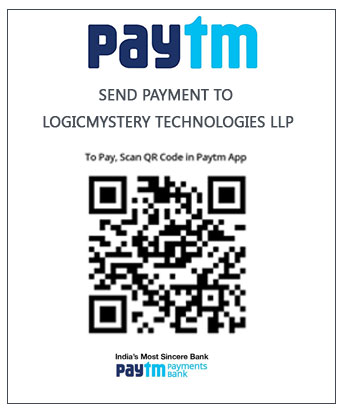 paytm
SEND PAYMENT TO
LOGICMYSTERY TECHNOLOGIES LLP
To Pay, Scan QR Code in Paytm App
India's Most Sincere Bank
paytm payments
Bank